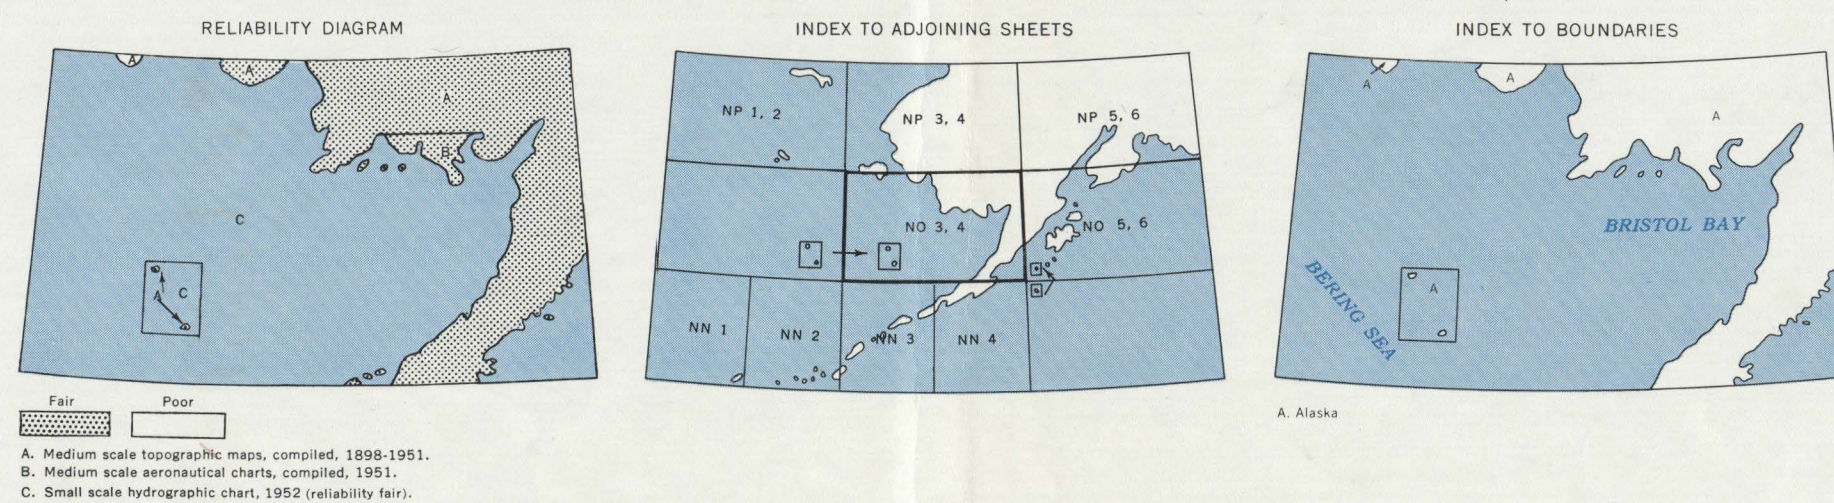 RELIABILITY DIAGRAM
A
A
A
B
C
A
C
Fair
Poor
A. Medium scale topographic maps, compiled, 1898-1951.
B. Medium scale aeronautical charts, compiled, 1951.
C. Small scale hydrographic chart, 1952 (reliability fair).
INDEX TO ADJOINING SHEETS
NP 1, 2
NP 3, 4
NP 5, 6
NO 3, 4
NO 5, 6
NN 1
NN 2
NN 3
NN 4
INDEX TO BOUNDARIES
A
A
A
BRISTOL BAY
BERING SEA
A
A. Alaska